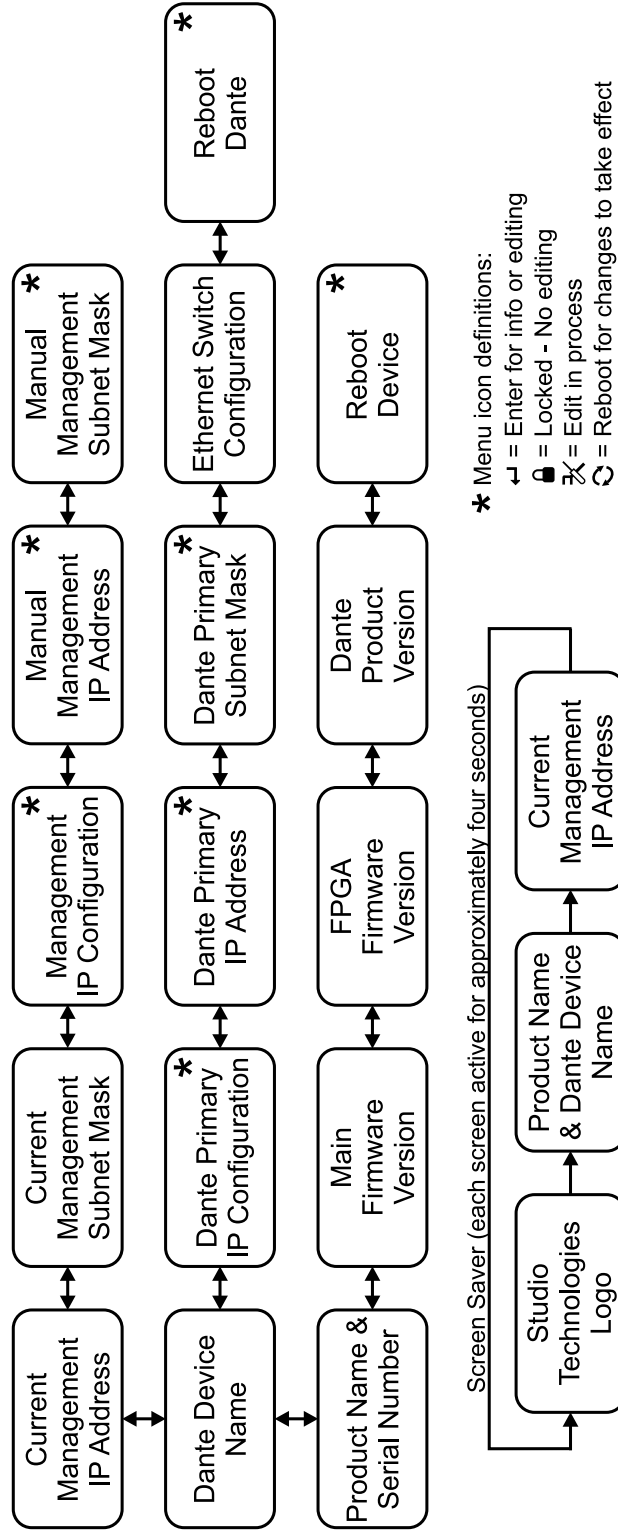 Current
Management
IP Address
Current
Management
Subnet Mask
Management
IP Configuration
*
Manual
Management
IP Address
*
Manual
Management
Subnet Mask
*
Dante Device
Name
Dante Primary
IP Configuration
*
Dante Primary
IP Address
*
Dante Primary
Subnet Mask
*
Ethernet Switch
Configuration
Reboot
Dante
*
Product Name &
Serial Number
Main
Firmware
Version
FPGA
Firmware
Version
Dante
Product
Version
Reboot
Device
*
Screen Saver (each screen active for approximately four seconds)
Studio
Technologies
Logo
Product Name
& Dante Device
Name
Current
Management
IP Address
* Menu icon definitions:
= Enter for info or editing
= Locked - No editing
= Edit in process
= Reboot for changes to take effect